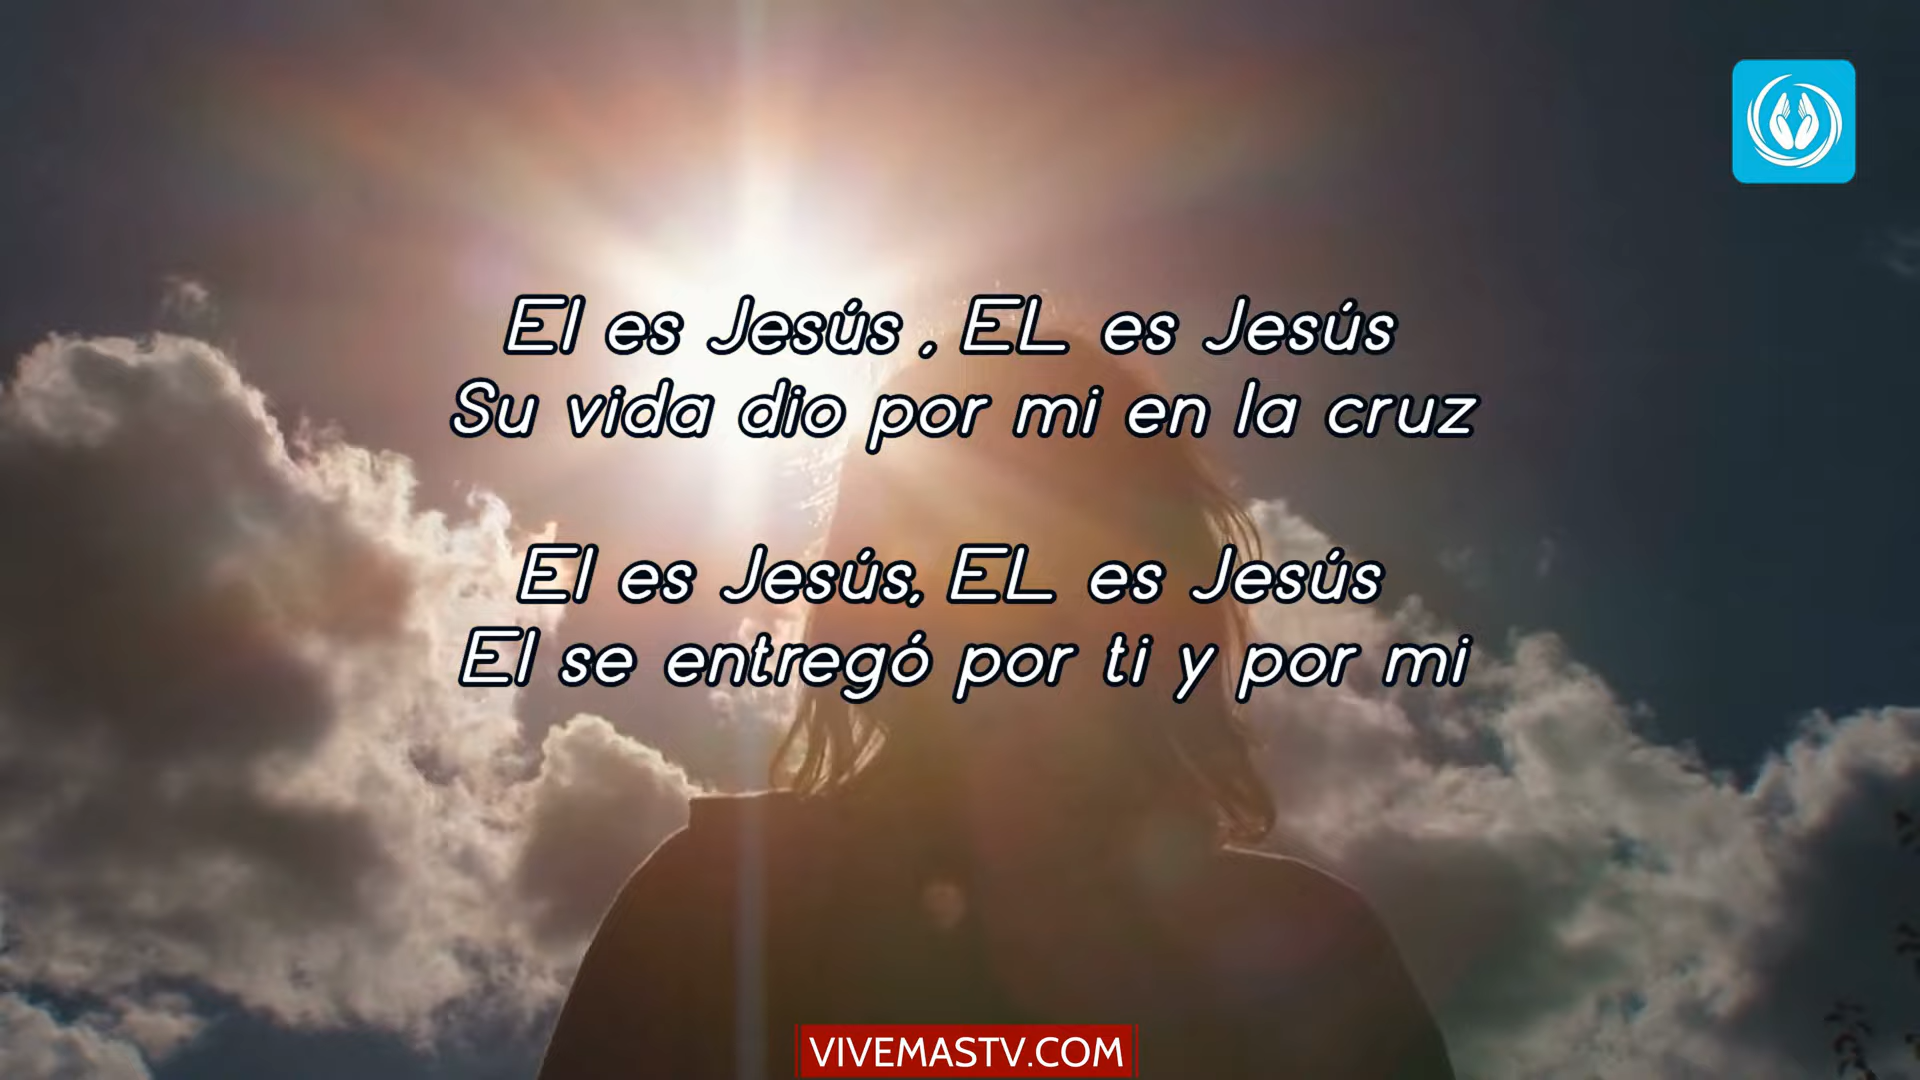 El es Jesús , EL es Jesús
Su vida dio por mi en la cruz
El es Jesús, EL es Jesús
El se entregó por ti y por mi
VIVEMASTV.COM